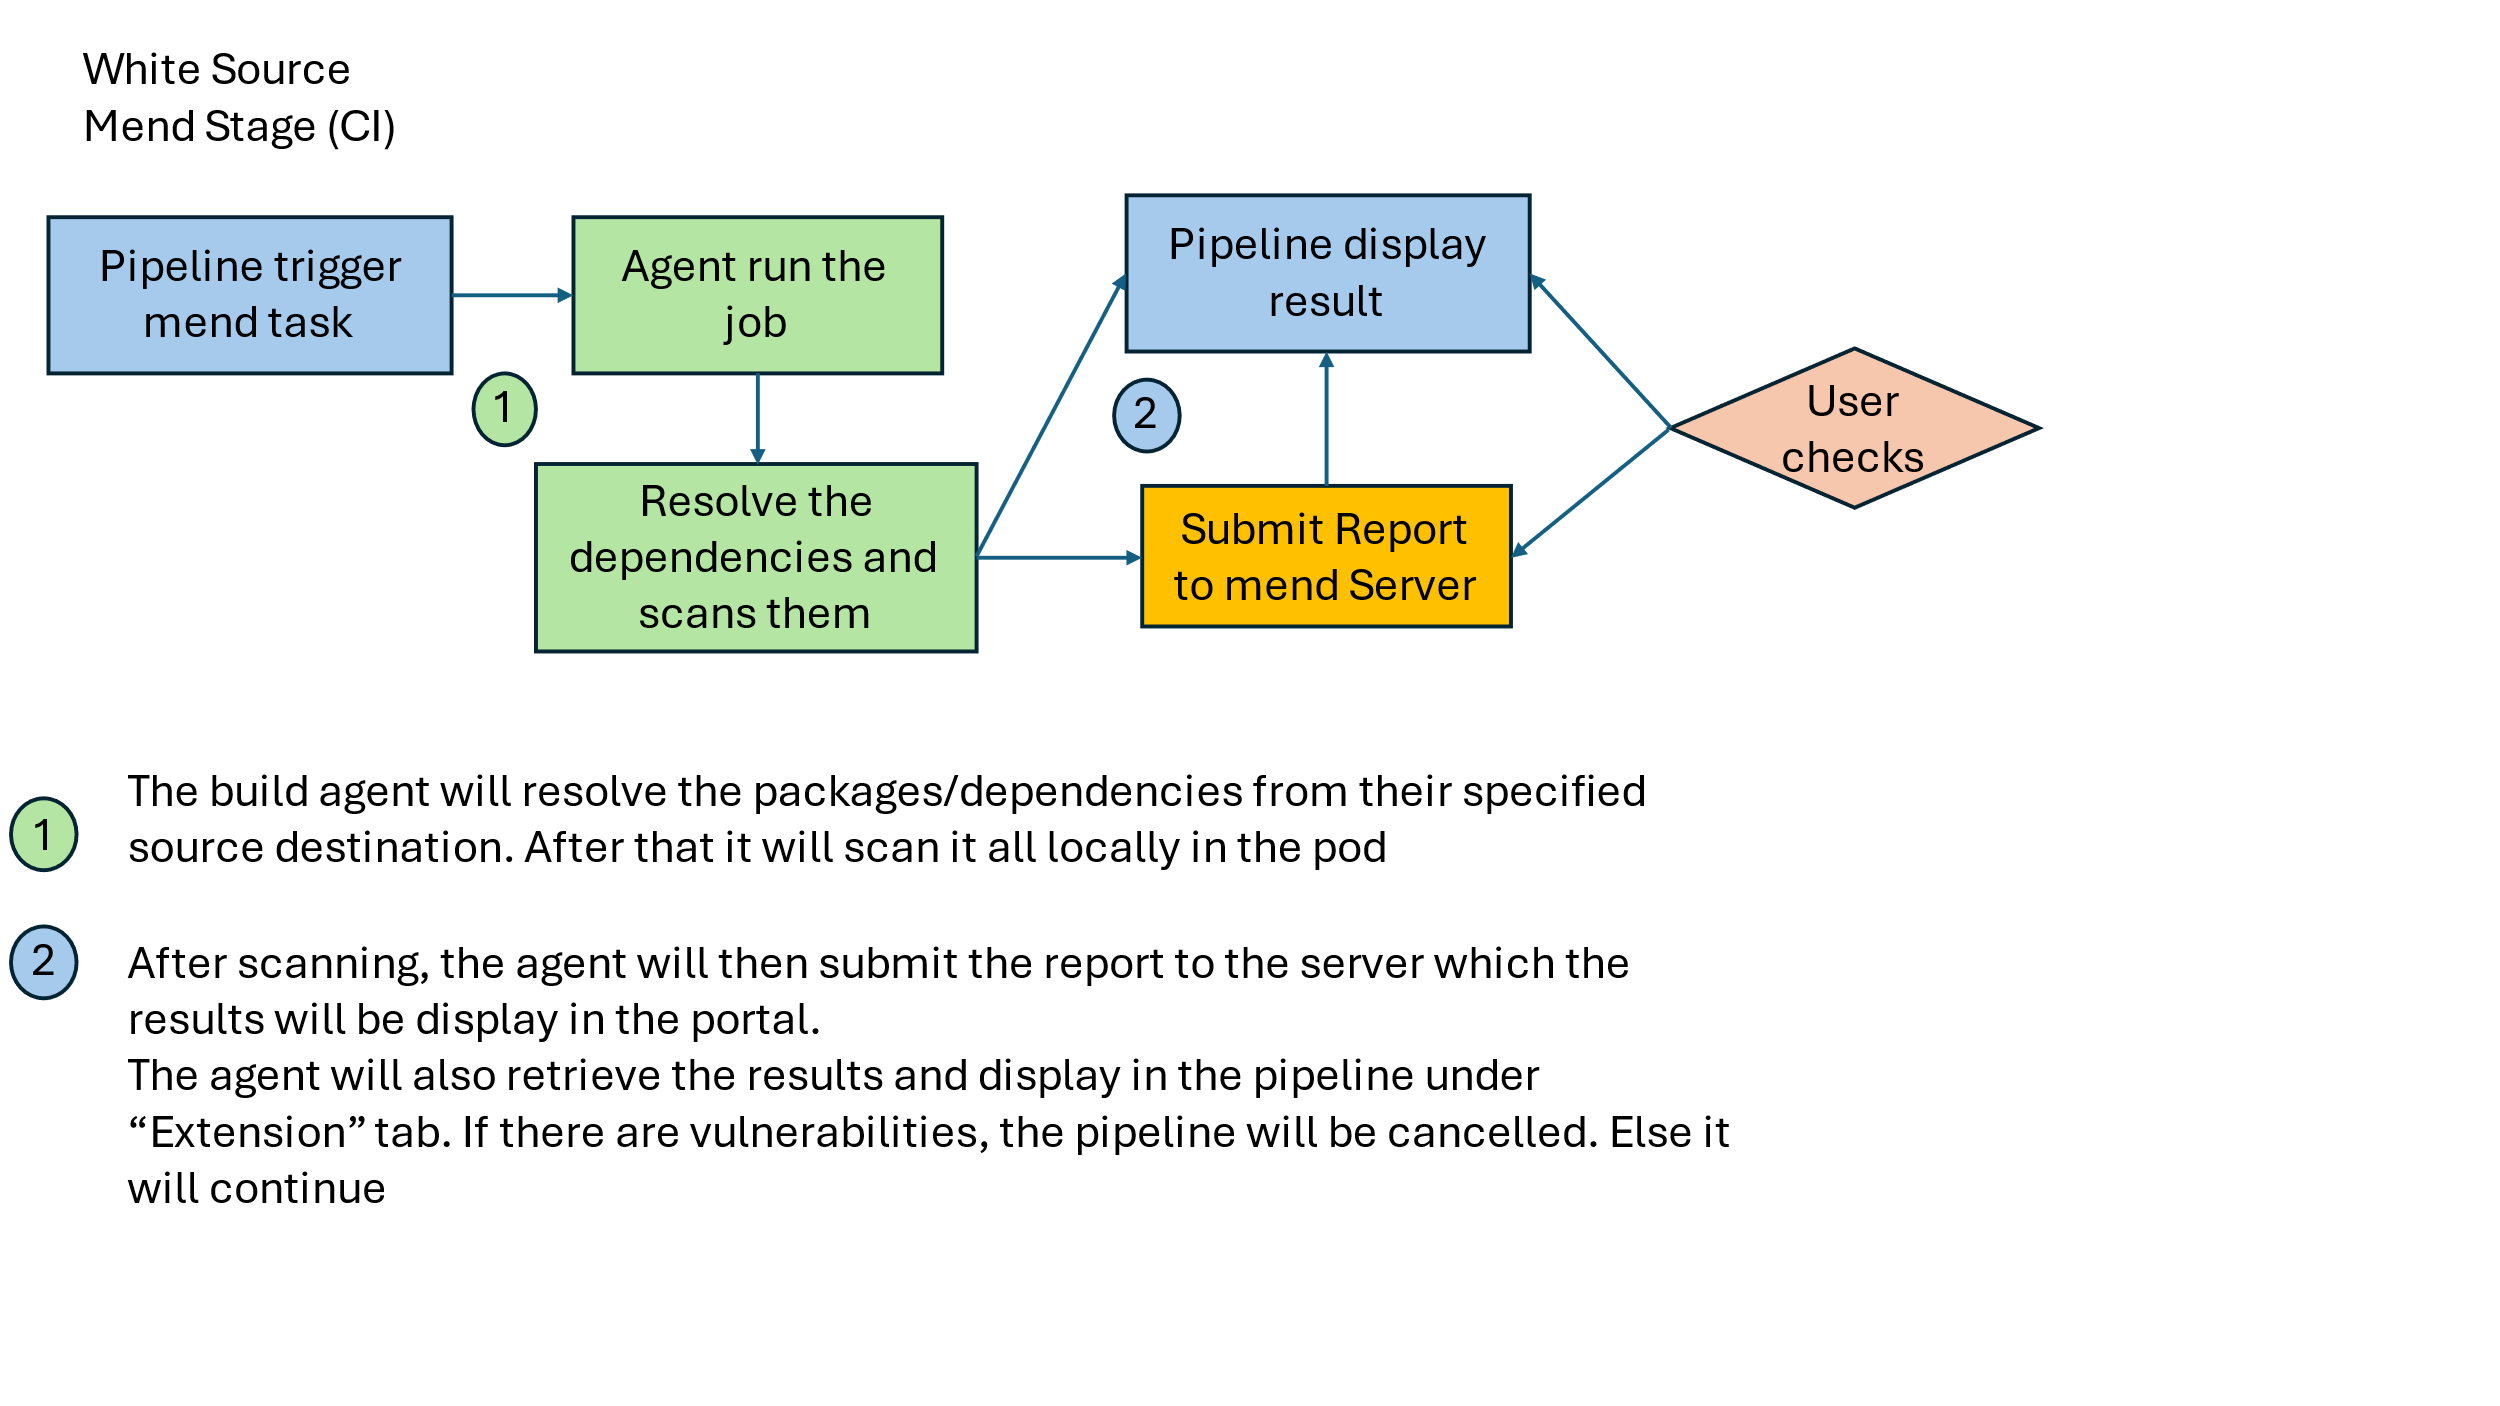 White Source
Mend Stage (CI)
Pipeline trigger
mend task
Agent run the
job
Pipeline display
result
1
2
User
checks
Resolve the
dependencies and
scans them
Submit Report
to mend Server
1
The build agent will resolve the packages/dependencies from their specified
source destination. After that it will scan it all locally in the pod
2
After scanning, the agent will then submit the report to the server which the
results will be display in the portal.
The agent will also retrieve the results and display in the pipeline under
“Extension” tab. If there are vulnerabilities, the pipeline will be cancelled. Else it
will continue